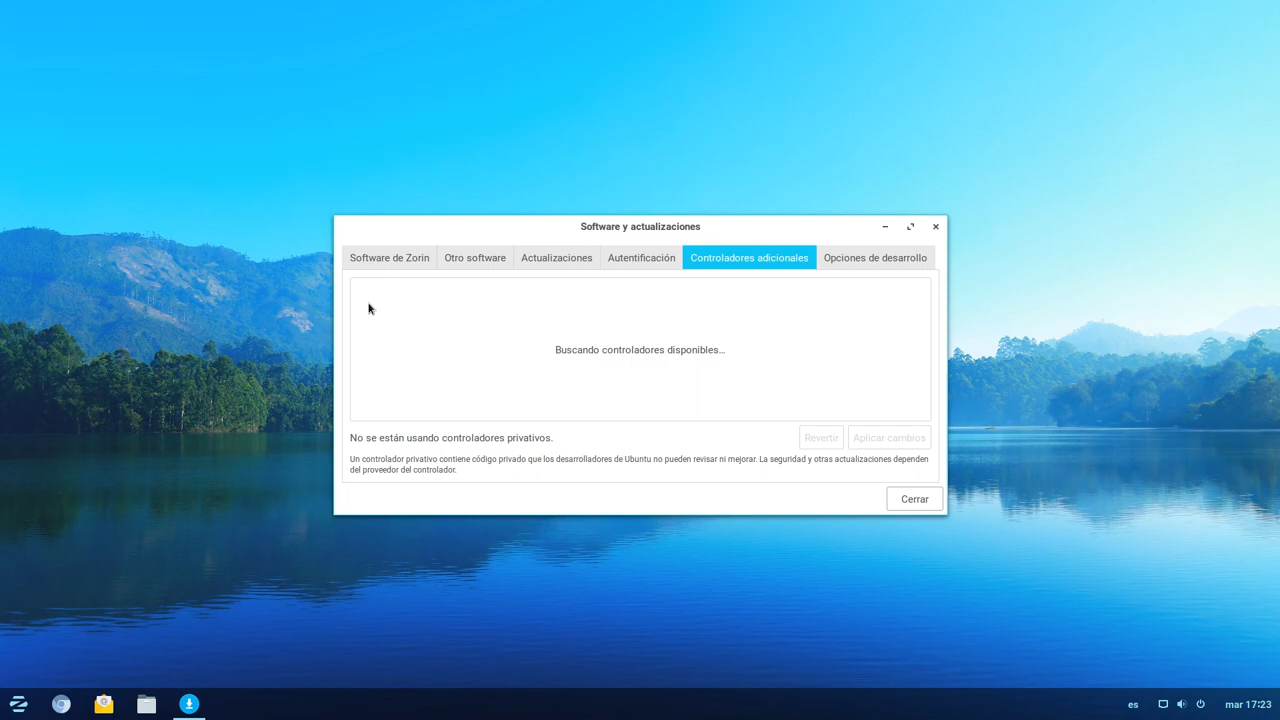 Software y actualizaciones
Software de Zorin
Otro software
Actualizaciones
Autentificación
Controladores adicionales
Opciones de desarrollo
Buscando controladores disponibles...
No se están usando controladores privativos.
Revertir
Aplicar cambios
Un controlador privativo contiene código privado que los desarrolladores de Ubuntu no pueden revisar ni mejorar. La seguridad y otras actualizaciones dependen
del proveedor del controlador.
Cerrar
es
mar 17:23